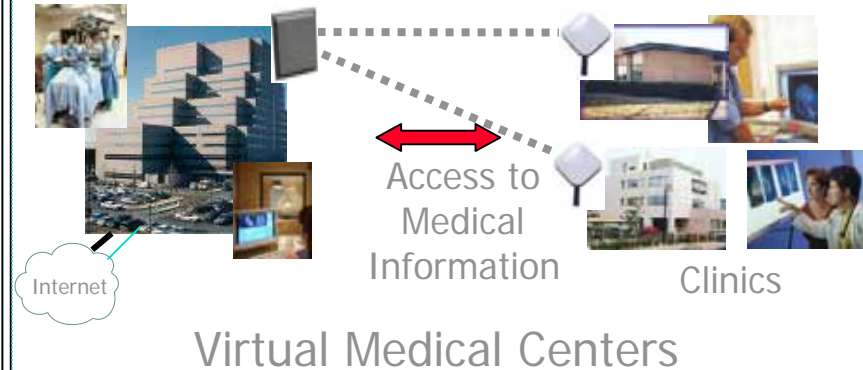 Access to
Medical
Information
Internet
Clinics
Virtual Medical Centers